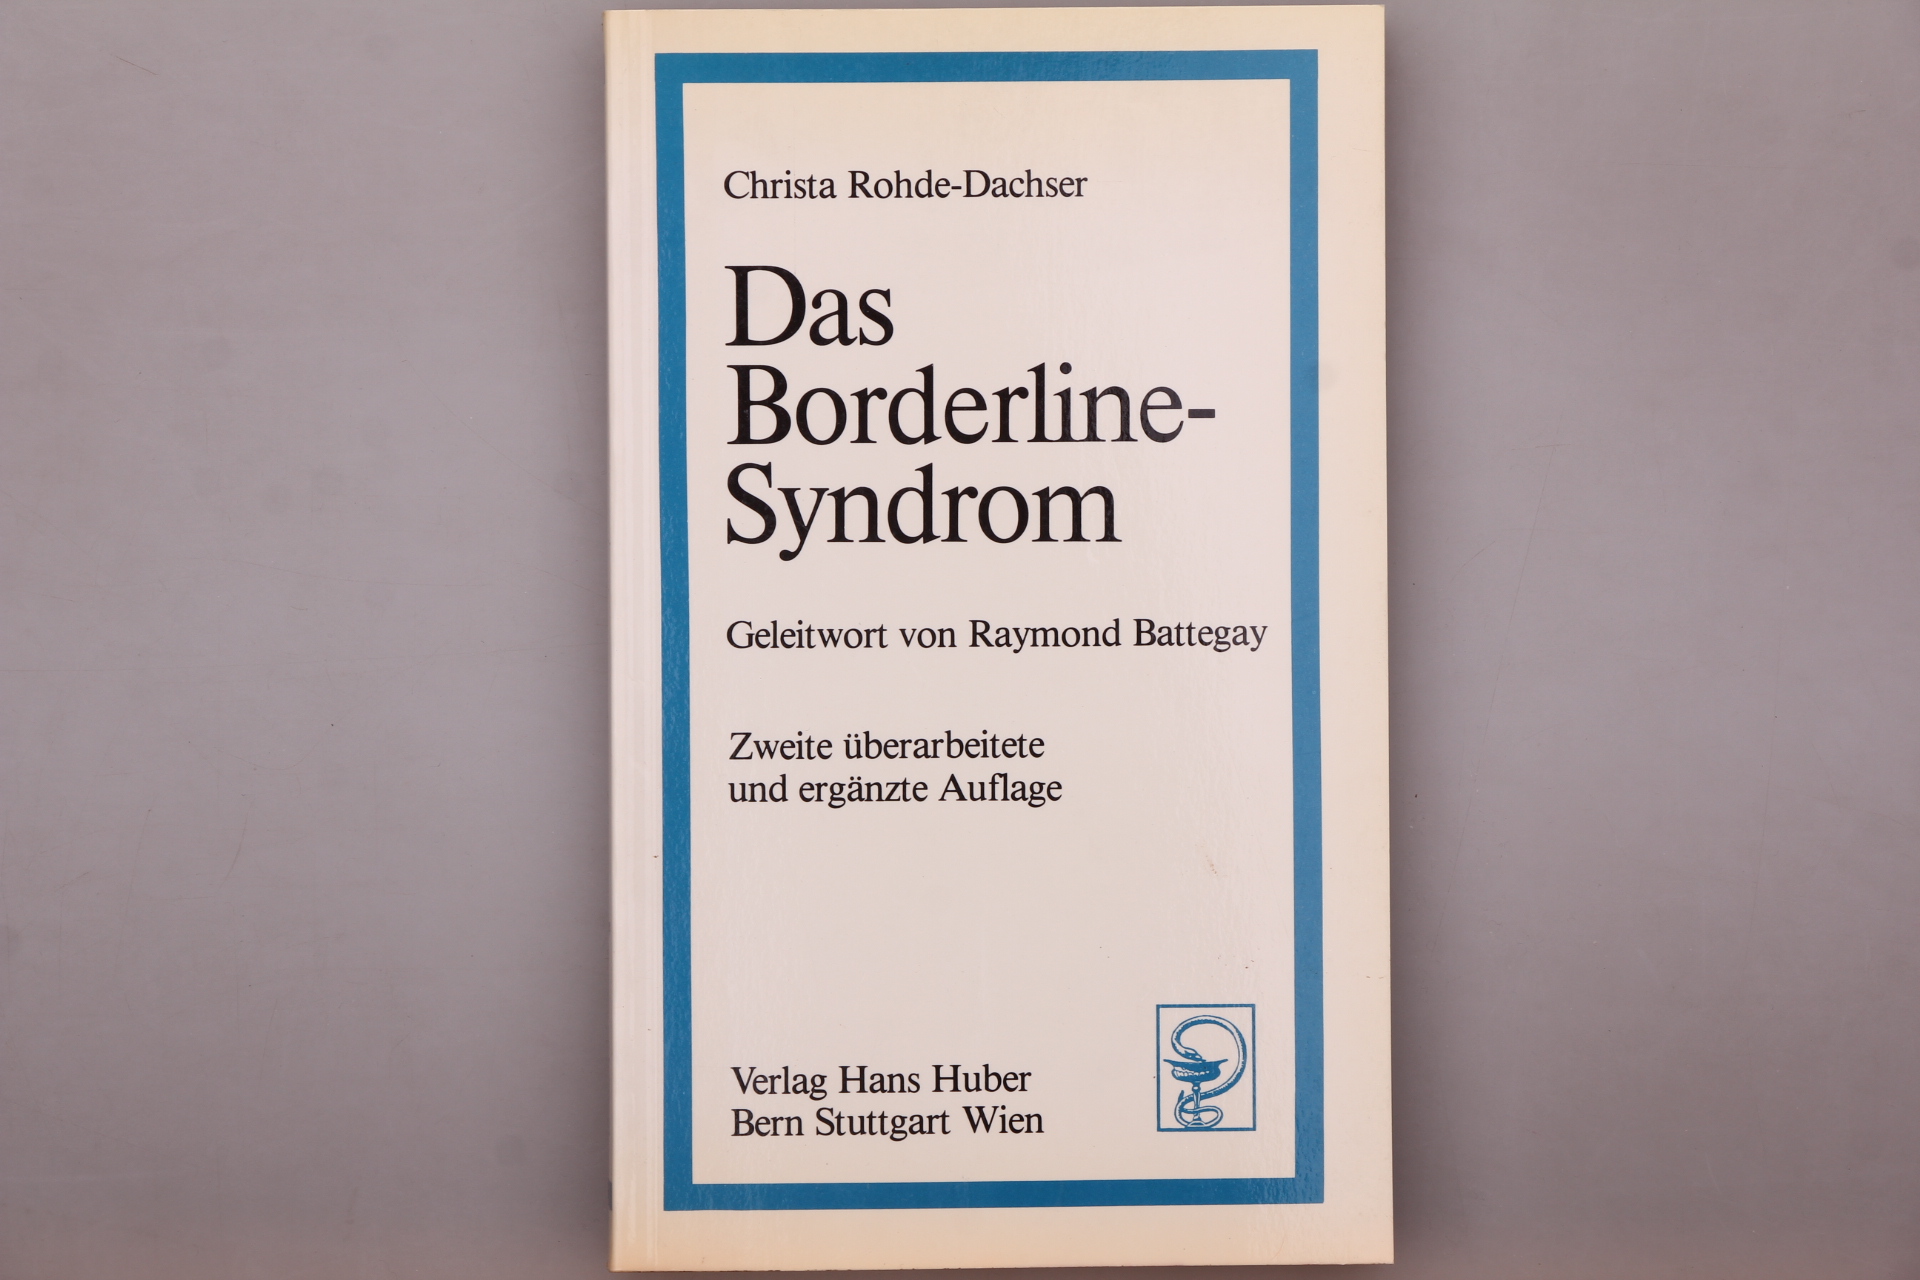 Christa Rohde-Dachser
Das
Borderline-
Syndrom
Geleitwort von Raymond Battegay
Zweite überarbeitete
und ergänzte Auflage
Verlag Hans Huber
Bern Stuttgart Wien